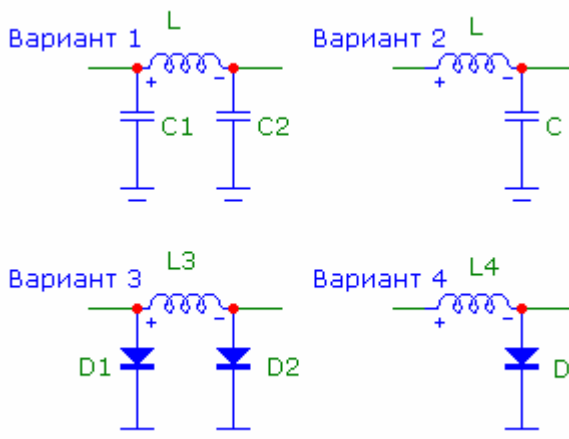 Вариант 1
L
Вариант 2
L
+
-
+
-
C1
C2
C
Вариант 3
L3
Вариант 4
L4
+
-
+
-
D1
D2
D